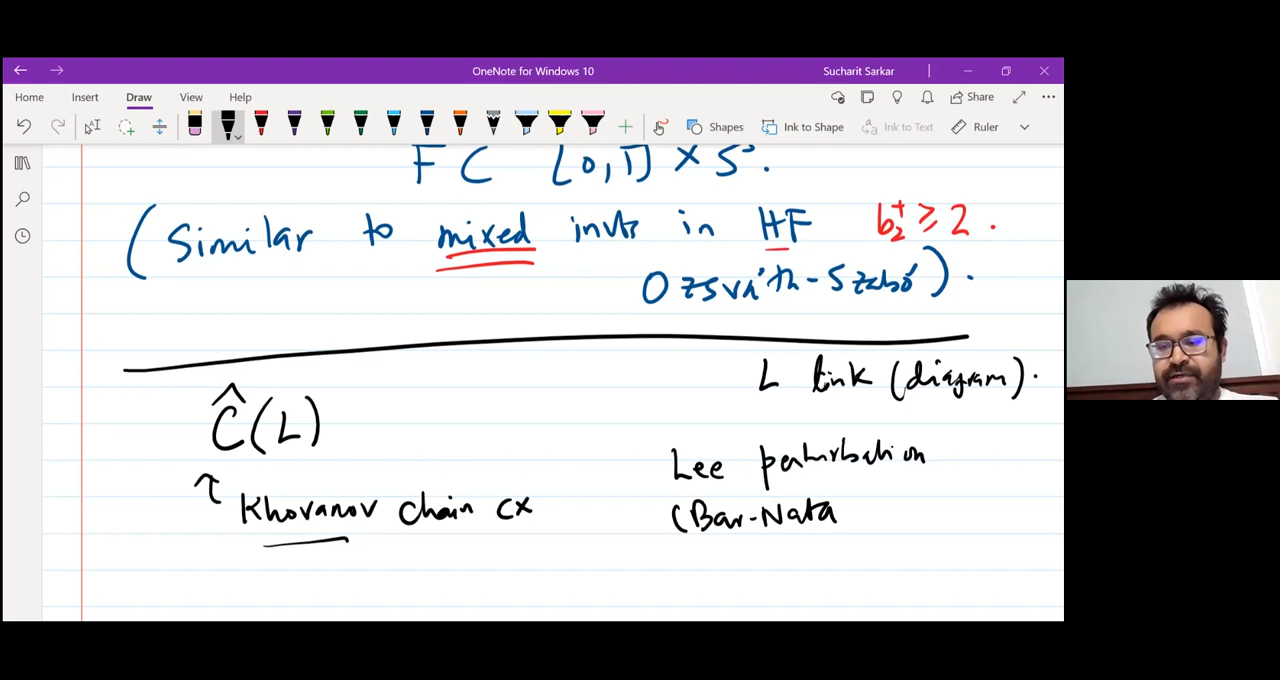 OneNote for Windows 10
Sucharit Sarkar
Home Insert Draw View Help
Share
Shapes
Ink to Shape
Ink to Text
Ruler
F ⊂ [0,1] × S³.
(Similar to mixed invts in HF b₂⁺ ≥ 2.
Ozsváth-Szabó).
L link (diagram).
Ĉ(L)
Lee perturbation
Khovanov chain cx
(Bar-Nata